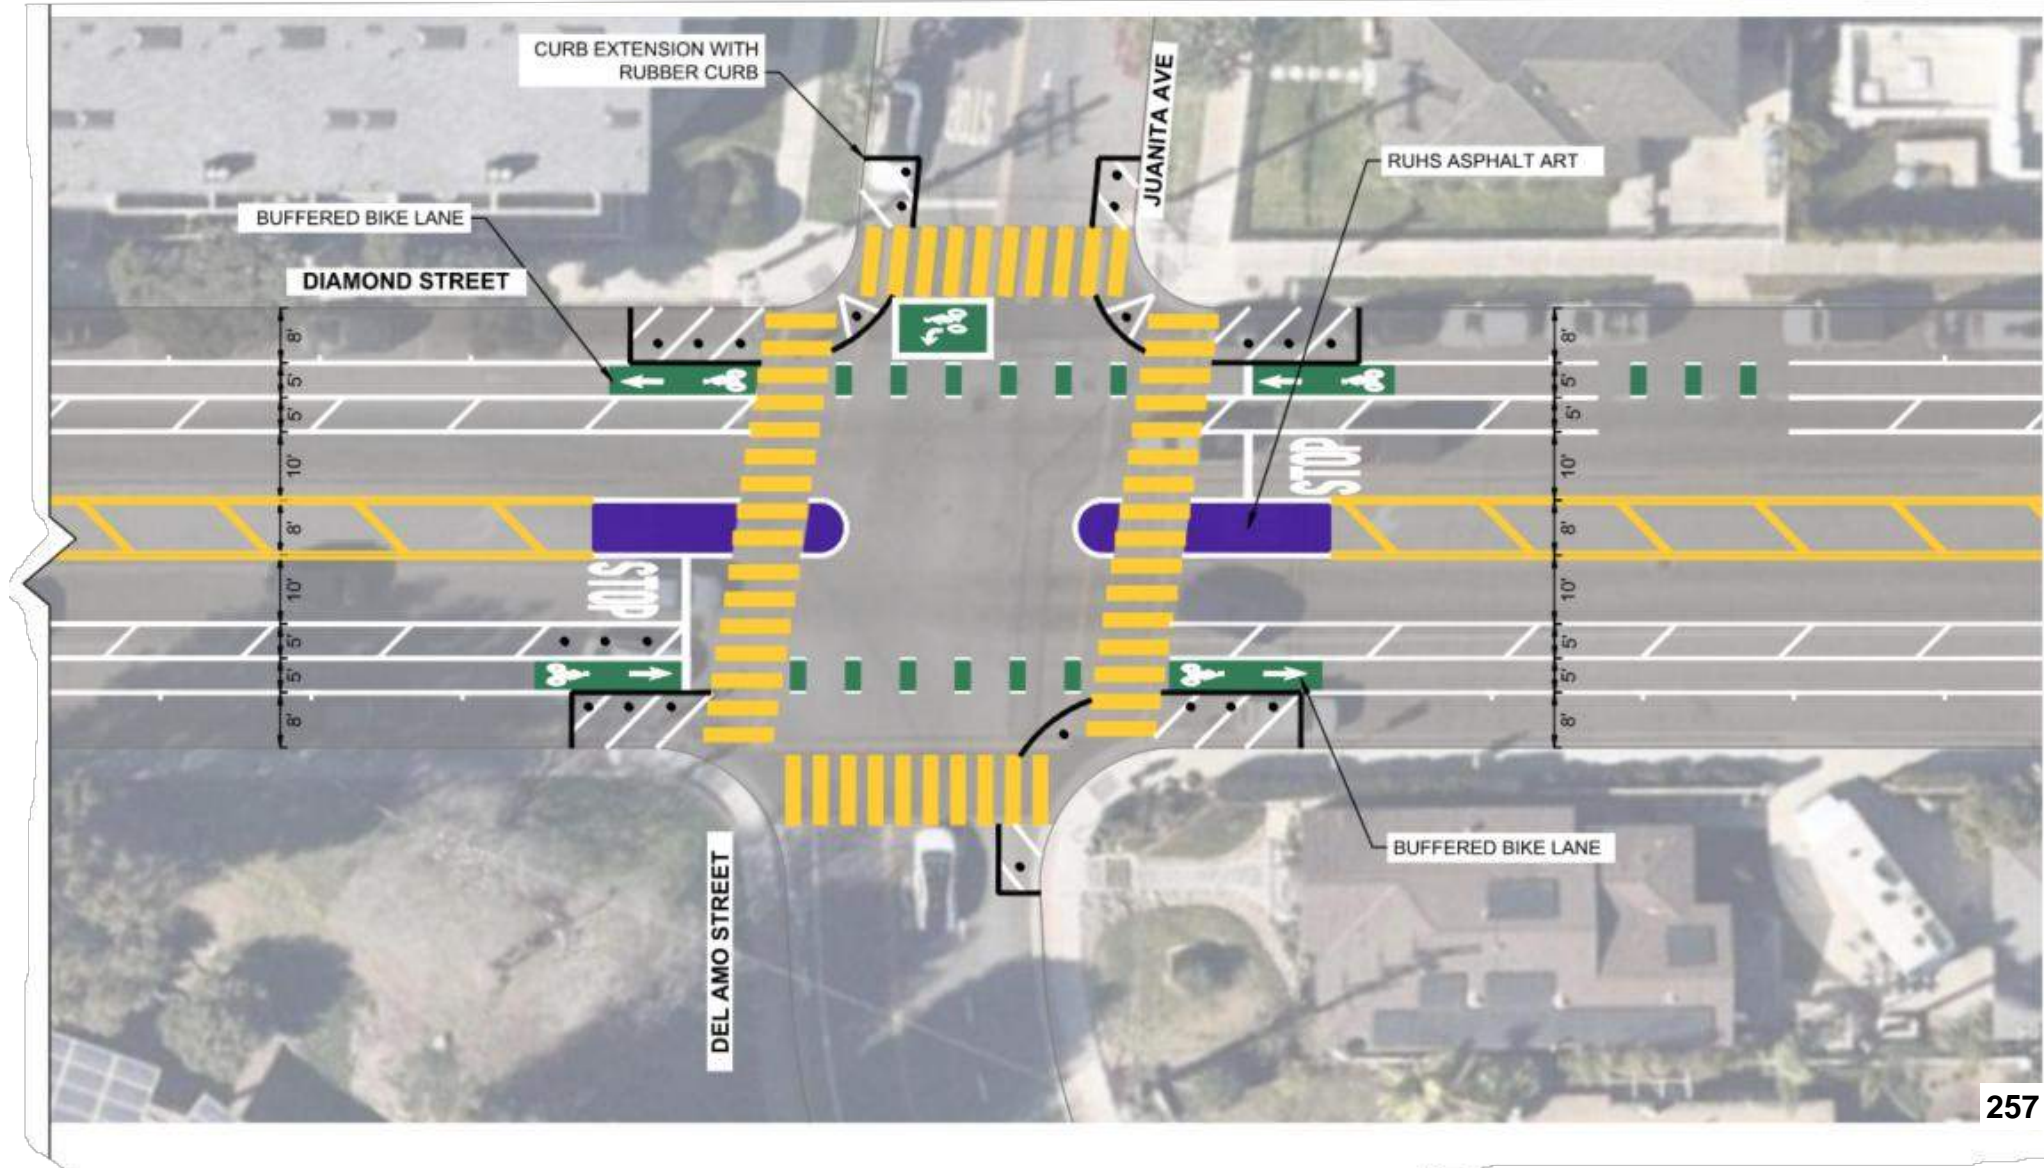 CURB EXTENSION WITH
RUBBER CURB
JUANITA AVE
RUHS ASPHALT ART
BUFFERED BIKE LANE
DIAMOND STREET
8'
5'
5'
10'
8'
10'
5'
5'
8'
8'
5'
5'
10'
8'
10'
5'
5'
8'
STOP
STOP
BUFFERED BIKE LANE
DEL AMO STREET
257